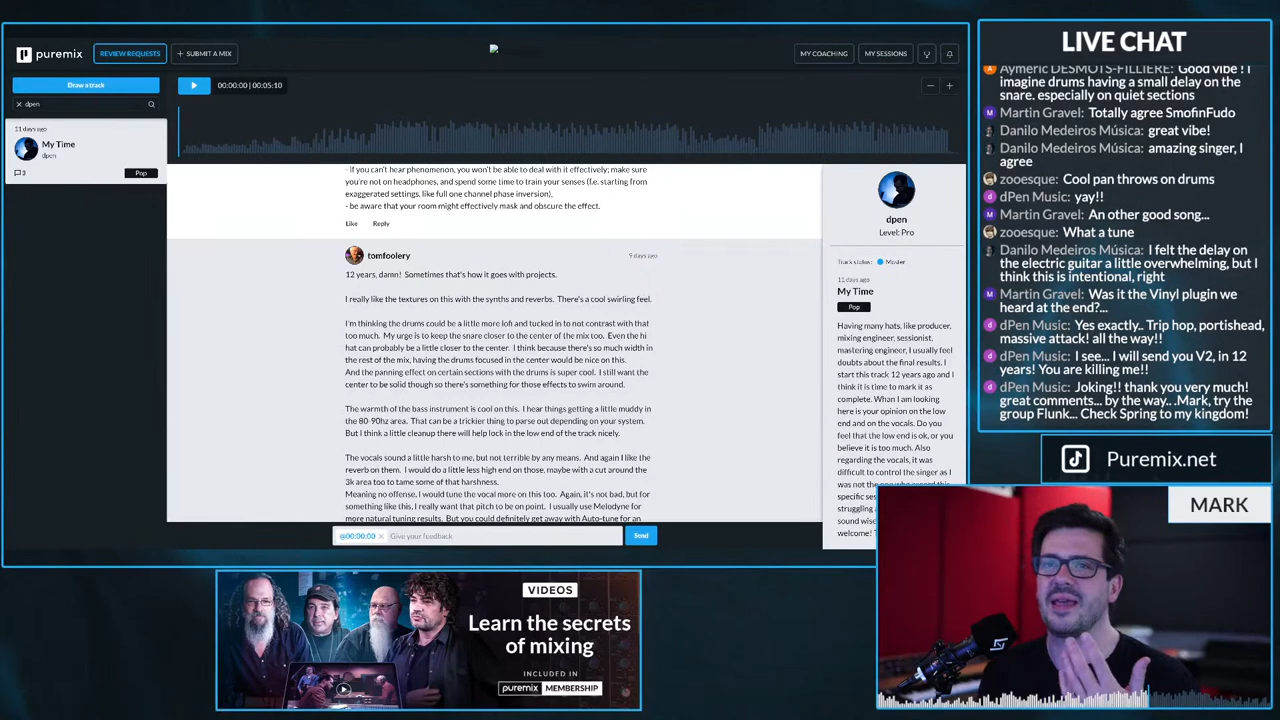 puremix
REVIEW REQUESTS
+ SUBMIT A MIX
MY COACHING
MY SESSIONS
Draw a track
dpen
00:00:00 | 00:05:10
11 days ago
My Time
dpen
3
Pop
- If you can't hear phenomenon, you won't be able to deal with it effectively; make sure
you're not on headphones, and spend some time to train your senses (f.e. starting from
exaggerated settings, like full one channel phase inversion),
- be aware that your room might effectively mask and obscure the effect.
Like Reply
tomfoolery
9 days ago
12 years, damn! Sometimes that's how it goes with projects.
I really like the textures on this with the synths and reverbs. There's a cool swirling feel.
I'm thinking the drums could be a little more lofi and tucked in to not contrast with that
too much. My urge is to keep the snare closer to the center of the mix too. Even the hi
hat can probably be a little closer to the center. I think because there's so much width in
the rest of the mix, having the drums focused in the center would be nice on this.
And the panning effect on certain sections with the drums is super cool. I still want the
center to be solid though so there's something for those effects to swim around.
The warmth of the bass instrument is cool on this. I hear things getting a little muddy in
the 80-90hz area. That can be a trickier thing to parse out depending on your system.
But I think a little cleanup there will help lock in the low end of the track nicely.
The vocals sound a little harsh to me, but not terrible by any means. And again I like the
reverb on them. I would do a little less high end on those, maybe with a cut around the
3k area too to tame some of that harshness.
Meaning no offense, I would tune the vocal more on this too. Again, it's not bad, but for
something like this, I really want that pitch to be on point. I usually use Melodyne for
more natural tuning results. But you could definitely get away with Auto-tune for an
@00:00:00 Give your feedback
Send
dpen
Level: Pro
Track status: Master
11 days ago
My Time
Pop
Having many hats, like producer,
mixing engineer, sessionist,
mastering engineer, I usually feel
doubts about the final results. I
start this track 12 years ago and I
think it is time to mark it as
complete. Whan I am looking
here is your opinion on the low
end and on the vocals. Do you
feel that the low end is ok, or you
believe it is too much. Also
regarding the vocals, it was
difficult to control the singer as I
was not the one who record this
specific ses
struggling
sound wise
welcome! T
LIVE CHAT
Aymeric DESMOTS-FILLIERE: Good vibe ! I
imagine drums having a small delay on the
snare. especially on quiet sections
Martin Gravel: Totally agree SmofinFudo
Danilo Medeiros Música: great vibe!
Danilo Medeiros Música: amazing singer, I
agree
zooesque: Cool pan throws on drums
dPen Music: yay!!
Martin Gravel: An other good song...
zooesque: What a tune
Danilo Medeiros Música: I felt the delay on
the electric guitar a little overwhelming, but I
think this is intentional, right
Martin Gravel: Was it the Vinyl plugin we
heard at the end?...
dPen Music: Yes exactly.. Trip hop, portishead,
massive attack! all the way!!
dPen Music: I see... I will send you V2, in 12
years! You are killing me!!
dPen Music: Joking!! thank you very much!
great comments... by the way.. .Mark, try the
group Flunk... Check Spring to my kingdom!
Puremix.net
MARK
VIDEOS
Learn the secrets
of mixing
INCLUDED IN
puremix MEMBERSHIP